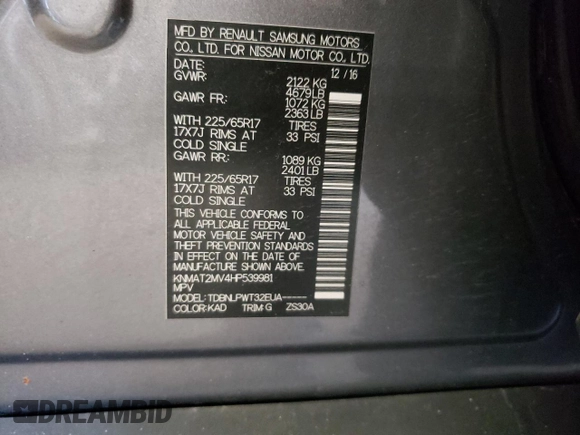 MFD BY RENAULT SAMSUNG MOTORS
CO., LTD. FOR NISSAN MOTOR CO., LTD.
DATE: 12 / 16
GVWR: 2122 KG
4679 LB
GAWR FR: 1072 KG
2363 LB
WITH 225/65R17 TIRES
17X7J RIMS AT 33 PSI
COLD SINGLE
GAWR RR: 1089 KG
2401 LB
WITH 225/65R17 TIRES
17X7J RIMS AT 33 PSI
COLD SINGLE
THIS VEHICLE CONFORMS TO
ALL APPLICABLE FEDERAL
MOTOR VEHICLE SAFETY AND
THEFT PREVENTION STANDARDS
IN EFFECT ON THE DATE OF
MANUFACTURE SHOWN ABOVE.
KNMAT2MV4HP539981
MPV
MODEL: TDBNLPWT32EUA-----
COLOR: KAD TRIM: G ZS30A
DREAMBID